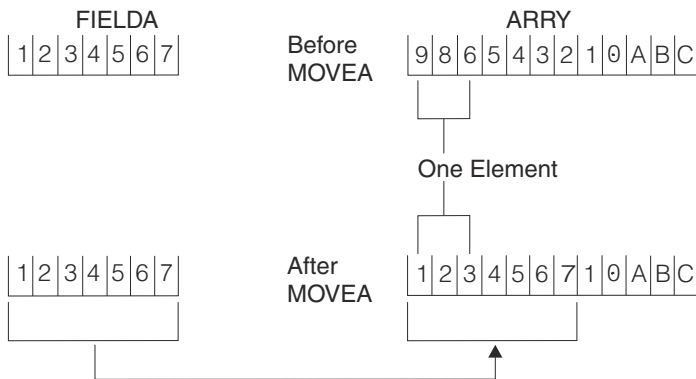 FIELDA ARRY
1 2 3 4 5 6 7 Before MOVEA 9 8 6 5 4 3 2 1 0 A B C
One Element
1 2 3 4 5 6 7 After MOVEA 1 2 3 4 5 6 7 1 0 A B C